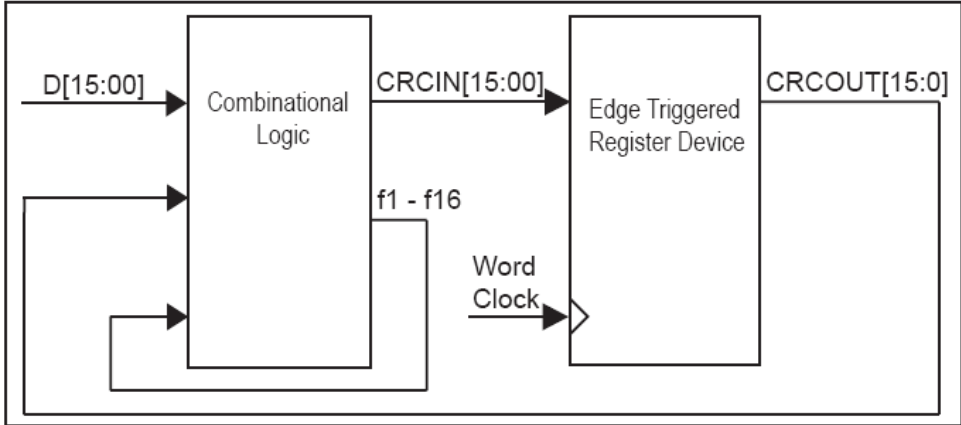 D[15:00]
Combinational
Logic
CRCIN[15:00]
f1 - f16
Edge Triggered
Register Device
Word
Clock
CRCOUT[15:0]